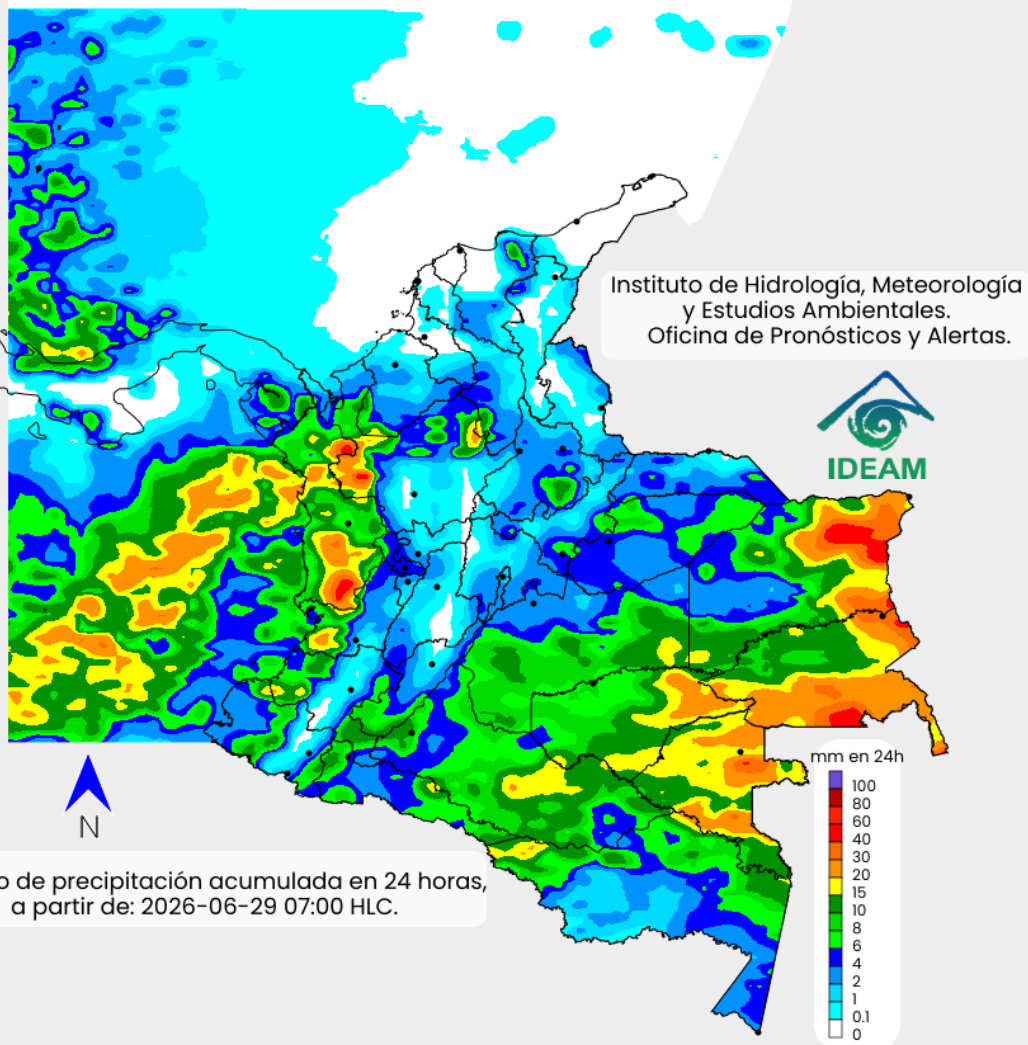 Instituto de Hidrología, Meteorología
y Estudios Ambientales.
Oficina de Pronósticos y Alertas.
IDEAM
mm en 24h
100
80
60
40
30
20
15
10
8
6
4
2
1
0.1
0
N
o de precipitación acumulada en 24 horas,
a partir de: 2026-06-29 07:00 HLC.